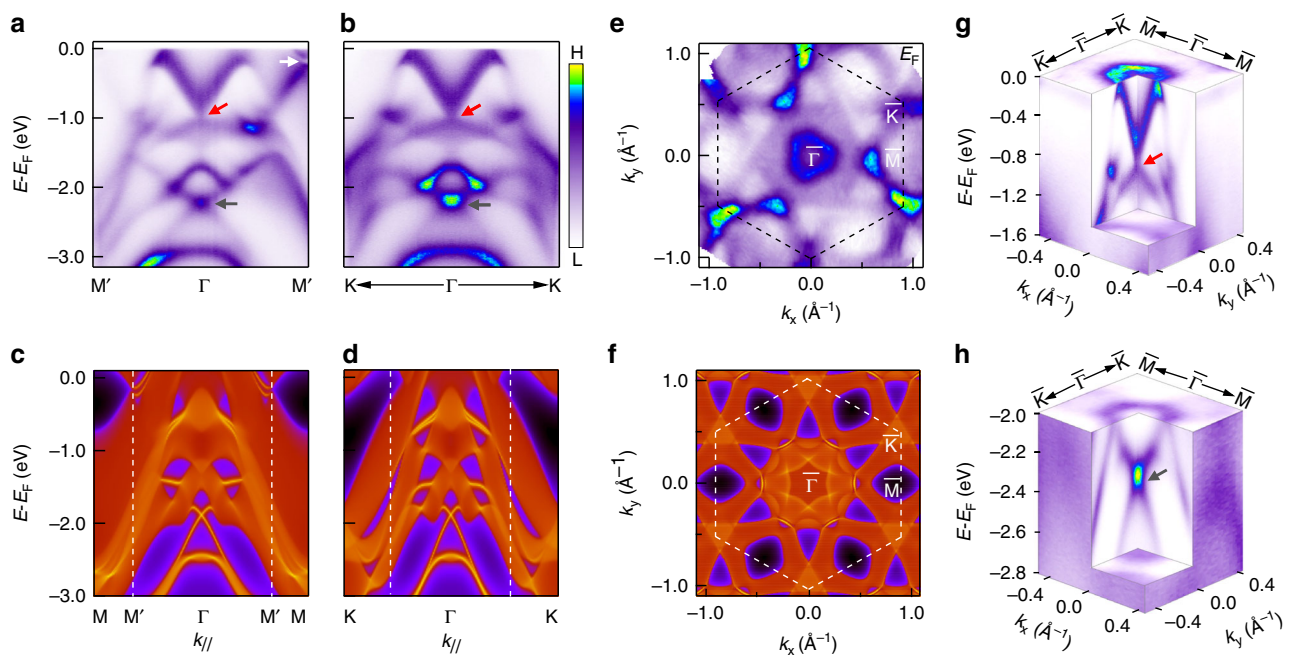 a
0.0
−1.0
−2.0
−3.0
E-E_F (eV)
M′ Γ M′
b
H
L
K Γ K
c
0.0
−1.0
−2.0
−3.0
E-E_F (eV)
M M′ Γ M′ M
k_//
d
K Γ K
k_//
e
E_F
1.0
0.0
−1.0
k_y (Å⁻¹)
K̅
Γ̅
M̅
−1.0 0.0 1.0
k_x (Å⁻¹)
f
1.0
0.0
−1.0
k_y (Å⁻¹)
K̅
Γ̅
M̅
−1.0 0.0 1.0
k_x (Å⁻¹)
g
K̅ Γ̅ K̅ M̅ Γ̅ M̅
0.0
−0.4
−0.8
−1.2
−1.6
E-E_F (eV)
−0.4 0.0 0.4
k_x (Å⁻¹)
−0.4 0.0 0.4
k_y (Å⁻¹)
h
K̅ Γ̅ K̅ M̅ Γ̅ M̅
−2.0
−2.2
−2.4
−2.6
−2.8
E-E_F (eV)
−0.4 0.0 0.4
k_x (Å⁻¹)
−0.4 0.0 0.4
k_y (Å⁻¹)